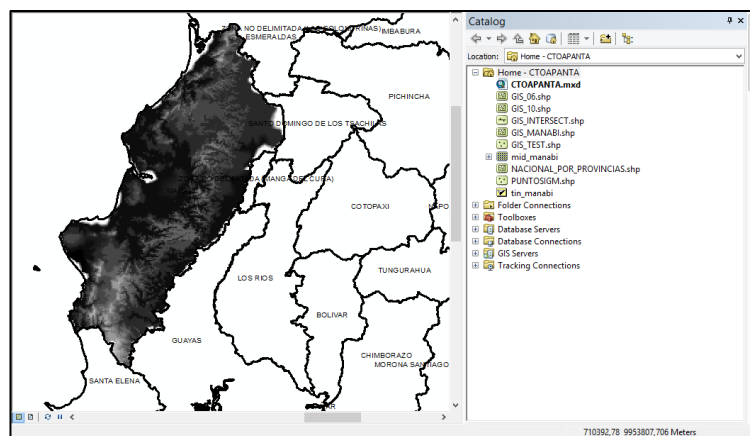 ZONA NO DELIMITADA
ESMERALDAS
IMBABURA
PICHINCHA
SANTO DOMINGO DE LOS TSACHILAS
(MANGA DEL CURA)
COTOPAXI
LOS RIOS
TUNGURAHUA
BOLIVAR
GUAYAS
CHIMBORAZO
MORONA SANTIAGO
SANTA ELENA
Catalog
Location:
Home - CTOAPANTA
Home - CTOAPANTA
CTOAPANTA.mxd
GIS_06.shp
GIS_10.shp
GIS_INTERSECT.shp
GIS_MANABI.shp
GIS_TEST.shp
mid_manabi
NACIONAL_POR_PROVINCIAS.shp
PUNTOSIGM.shp
tin_manabi
Folder Connections
Toolboxes
Database Servers
Database Connections
GIS Servers
Tracking Connections
710392,78 9953807,706 Meters